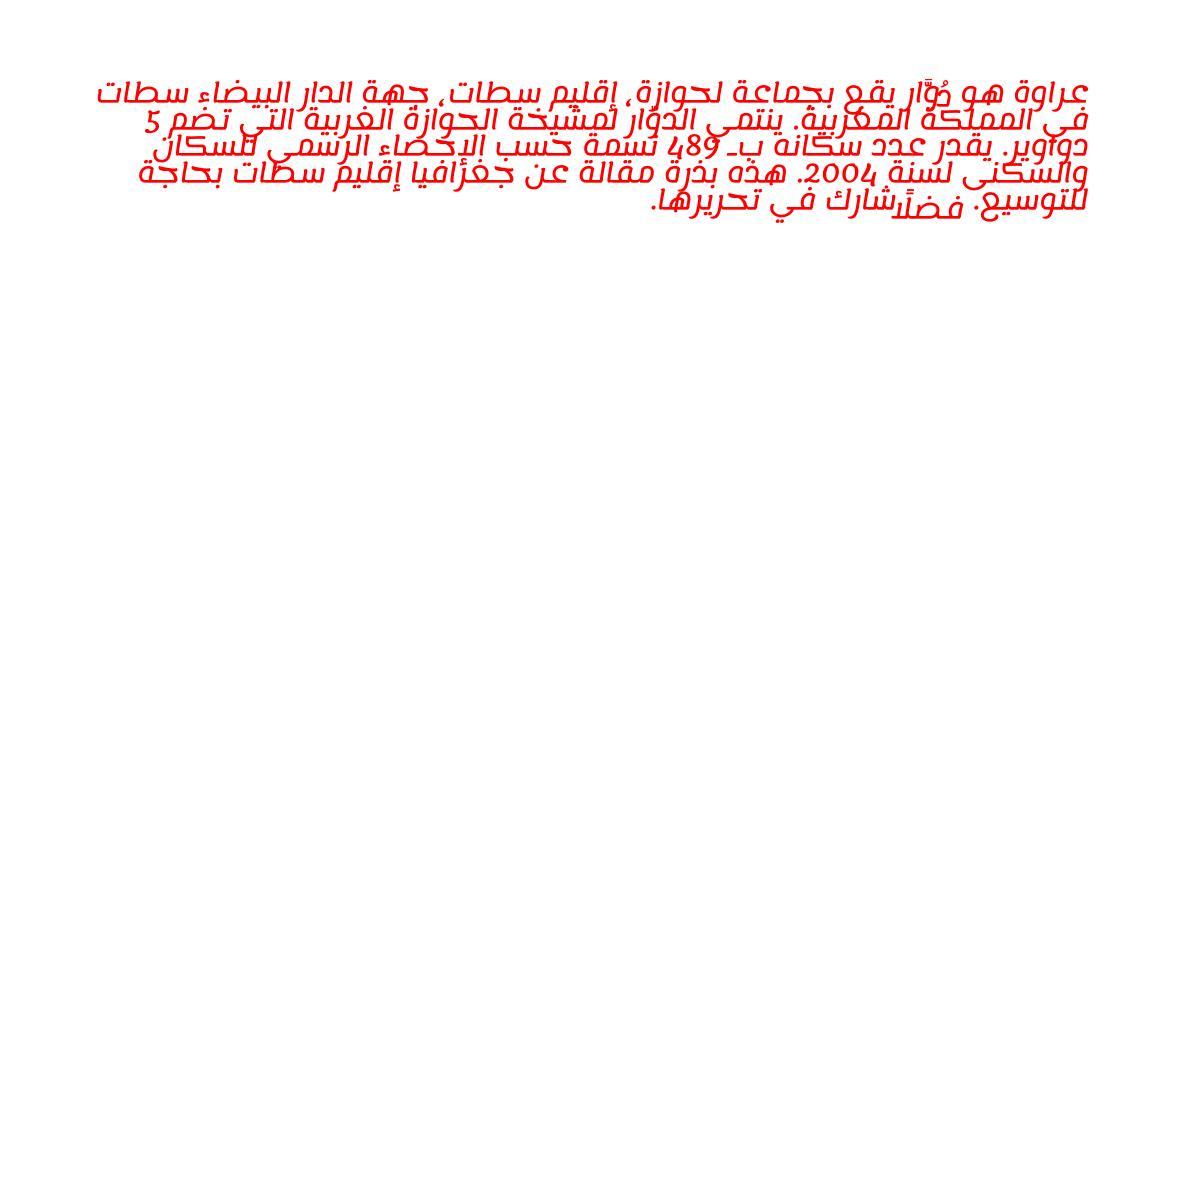 عراوة هو دُوَّار يقع بجماعة لحوازة، إقليم سطات، جهة الدار البيضاء سطات
في المملكة المغربية. ينتمي الدوّار لمشيخة الحوازة الغربية التي تضم 5
دواوير. يقدر عدد سكانه بـ 489 نسمة حسب الإحصاء الرسمي للسكان
والسكنى لسنة 2004. هذه بذرة مقالة عن جغرافيا إقليم سطات بحاجة
للتوسيع. فضلًا شارك في تحريرها.